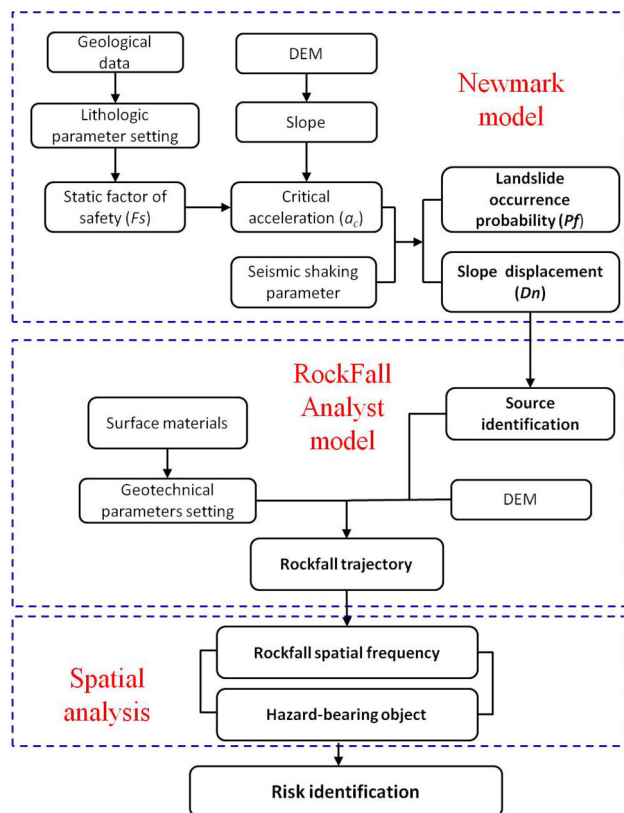 Geological
data
DEM
Newmark
model
Lithologic
parameter setting
Slope
Static factor of
safety (Fs)
Critical
acceleration (ac)
Landslide
occurrence
probability (Pf)
Seismic shaking
parameter
Slope displacement
(Dn)
RockFall
Analyst
model
Surface materials
Source
identification
Geotechnical
parameters setting
DEM
Rockfall trajectory
Spatial
analysis
Rockfall spatial frequency
Hazard-bearing object
Risk identification